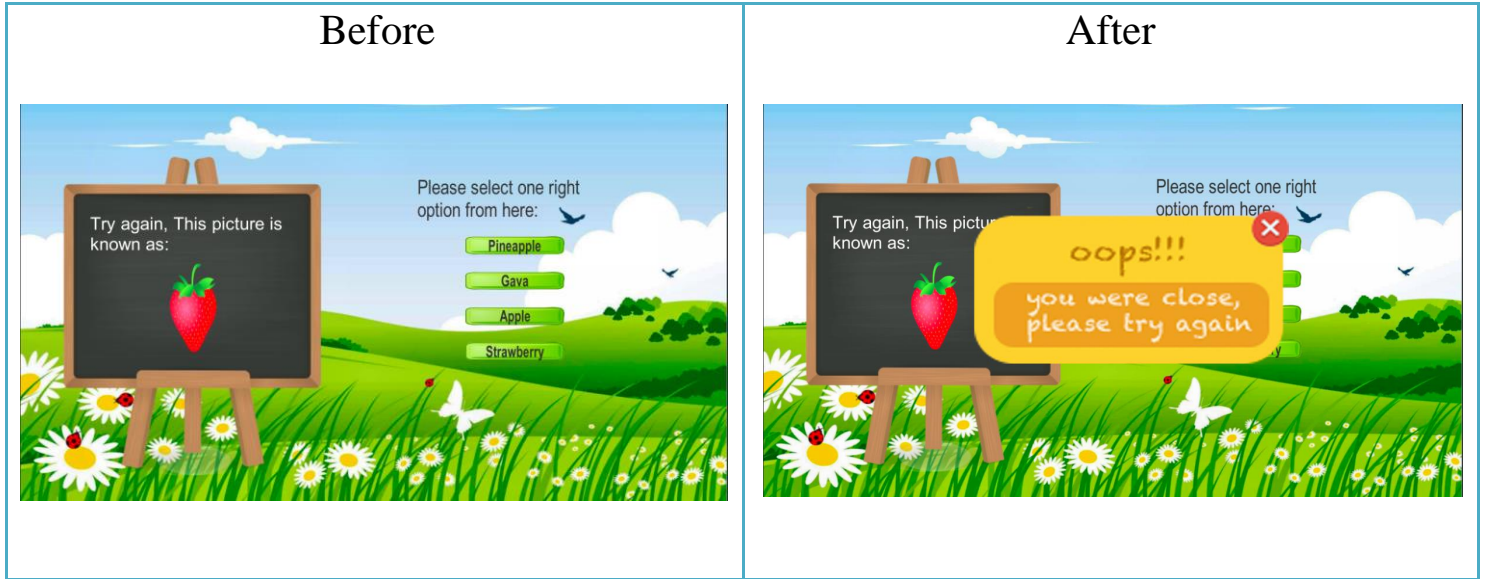 Before
Try again, This picture is
known as:
Please select one right
option from here:
Pineapple
Gava
Apple
Strawberry
After
Try again, This pictu
known as:
Please select one right
option from here:
oops!!!
you were close,
please try again
y